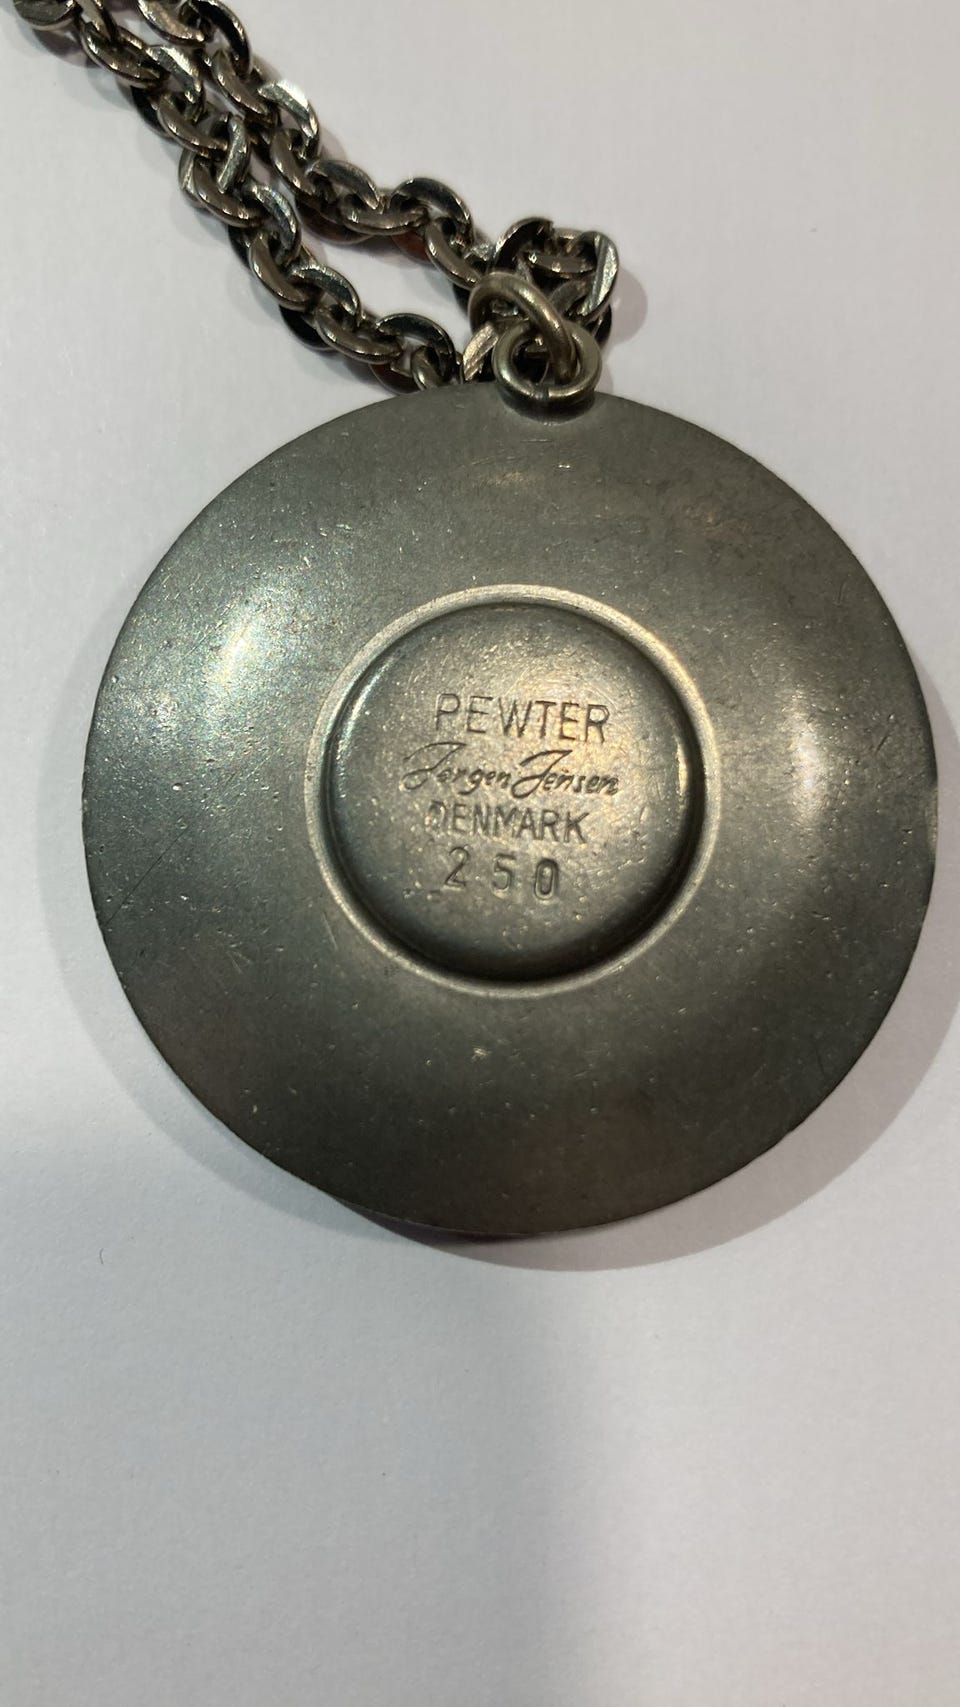 PEWTER
Jørgen Jensen
DENMARK
250